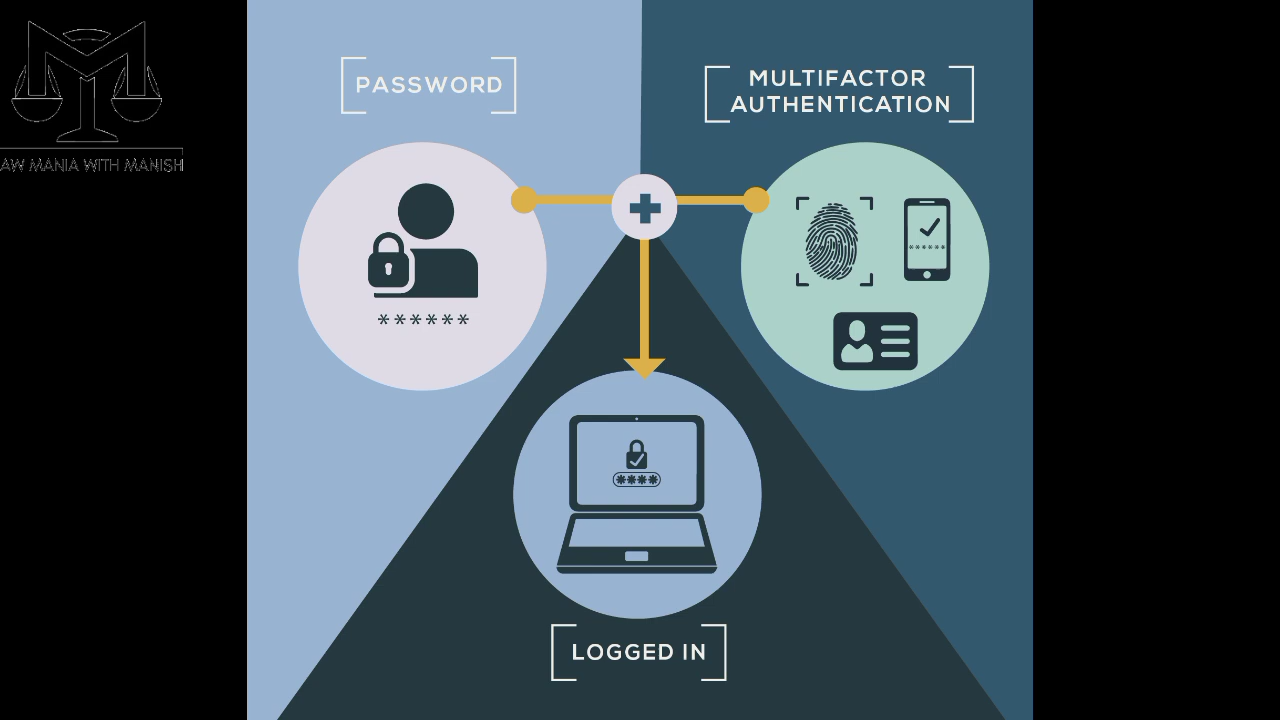 AW MANIA WITH MANISH
PASSWORD
MULTIFACTOR
AUTHENTICATION
******
******
****
LOGGED IN